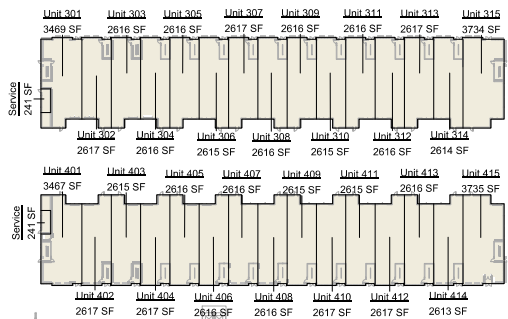 Unit 301 Unit 303 Unit 305 Unit 307 Unit 309 Unit 311 Unit 313 Unit 315
3469 SF 2616 SF 2616 SF 2617 SF 2616 SF 2616 SF 2617 SF 3734 SF
Service
241 SF
Unit 302 Unit 304 Unit 306 Unit 308 Unit 310 Unit 312 Unit 314
2617 SF 2616 SF 2615 SF 2616 SF 2615 SF 2616 SF 2614 SF
Unit 401 Unit 403 Unit 405 Unit 407 Unit 409 Unit 411 Unit 413 Unit 415
3467 SF 2615 SF 2616 SF 2616 SF 2615 SF 2615 SF 2616 SF 3735 SF
Service
241 SF
Unit 402 Unit 404 Unit 406 Unit 408 Unit 410 Unit 412 Unit 414
2617 SF 2617 SF 2616 SF 2616 SF 2617 SF 2617 SF 2613 SF